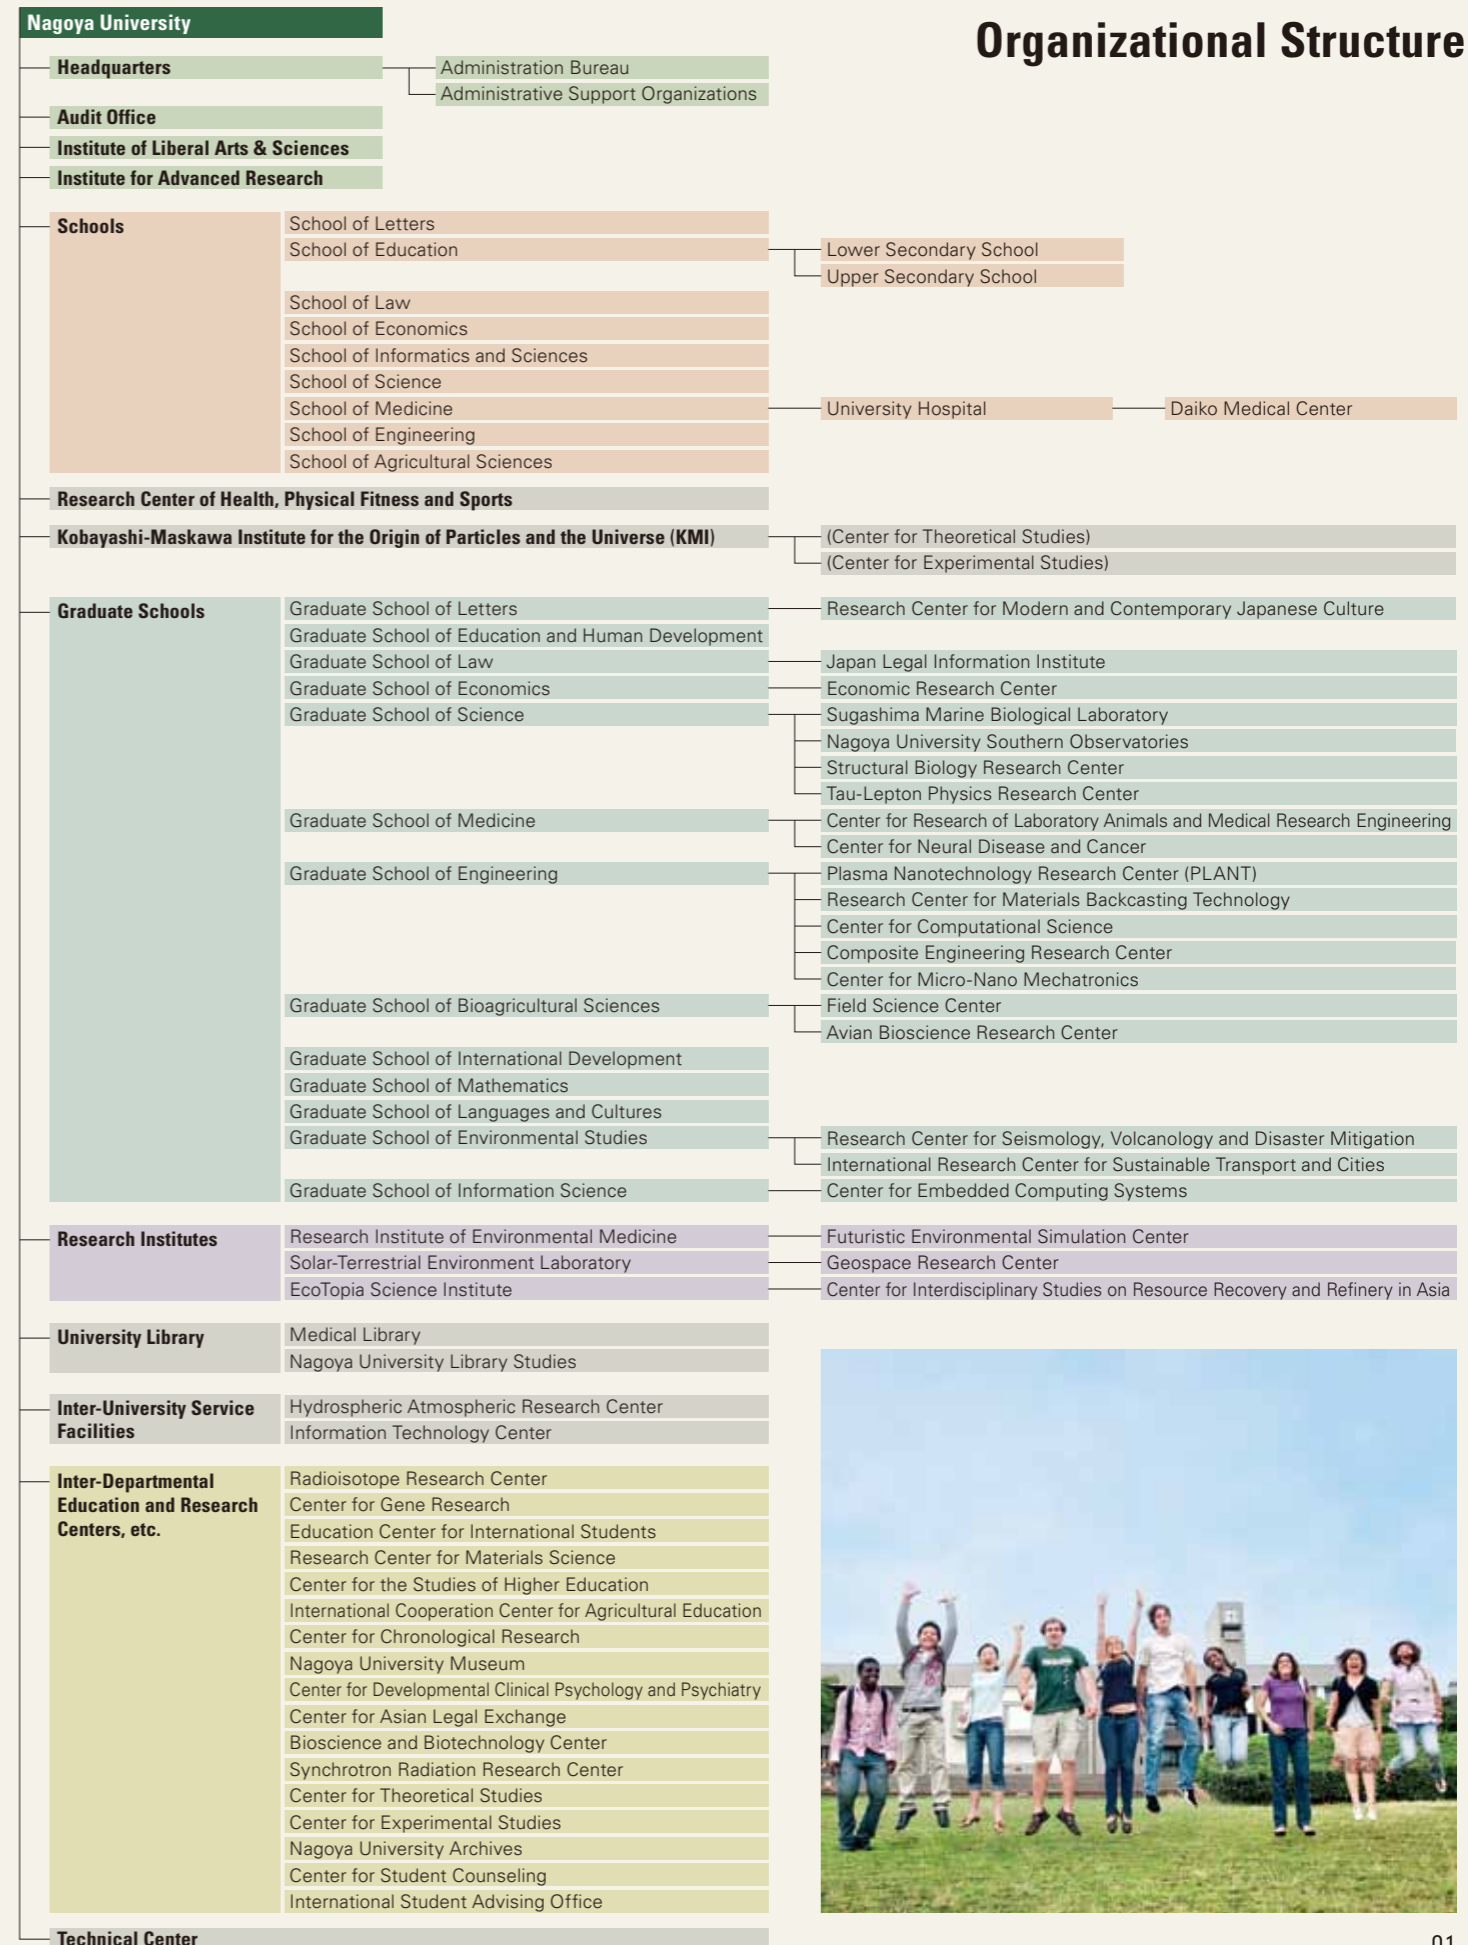 Nagoya University
Organizational Structure
Headquarters
Administration Bureau
Administrative Support Organizations
Audit Office
Institute of Liberal Arts & Sciences
Institute for Advanced Research
Schools
School of Letters
School of Education
Lower Secondary School
Upper Secondary School
School of Law
School of Economics
School of Informatics and Sciences
School of Science
School of Medicine
University Hospital
Daiko Medical Center
School of Engineering
School of Agricultural Sciences
Research Center of Health, Physical Fitness and Sports
Kobayashi-Maskawa Institute for the Origin of Particles and the Universe (KMI)
(Center for Theoretical Studies)
(Center for Experimental Studies)
Graduate Schools
Graduate School of Letters
Research Center for Modern and Contemporary Japanese Culture
Graduate School of Education and Human Development
Graduate School of Law
Japan Legal Information Institute
Graduate School of Economics
Economic Research Center
Graduate School of Science
Sugashima Marine Biological Laboratory
Nagoya University Southern Observatories
Structural Biology Research Center
Tau-Lepton Physics Research Center
Graduate School of Medicine
Center for Research of Laboratory Animals and Medical Research Engineering
Center for Neural Disease and Cancer
Graduate School of Engineering
Plasma Nanotechnology Research Center (PLANT)
Research Center for Materials Backcasting Technology
Center for Computational Science
Composite Engineering Research Center
Center for Micro-Nano Mechatronics
Graduate School of Bioagricultural Sciences
Field Science Center
Avian Bioscience Research Center
Graduate School of International Development
Graduate School of Mathematics
Graduate School of Languages and Cultures
Graduate School of Environmental Studies
Research Center for Seismology, Volcanology and Disaster Mitigation
International Research Center for Sustainable Transport and Cities
Graduate School of Information Science
Center for Embedded Computing Systems
Research Institutes
Research Institute of Environmental Medicine
Futuristic Environmental Simulation Center
Solar-Terrestrial Environment Laboratory
Geospace Research Center
EcoTopia Science Institute
Center for Interdisciplinary Studies on Resource Recovery and Refinery in Asia
University Library
Medical Library
Nagoya University Library Studies
Inter-University Service
Facilities
Hydrospheric Atmospheric Research Center
Information Technology Center
Inter-Departmental
Education and Research
Centers, etc.
Radioisotope Research Center
Center for Gene Research
Education Center for International Students
Research Center for Materials Science
Center for the Studies of Higher Education
International Cooperation Center for Agricultural Education
Center for Chronological Research
Nagoya University Museum
Center for Developmental Clinical Psychology and Psychiatry
Center for Asian Legal Exchange
Bioscience and Biotechnology Center
Synchrotron Radiation Research Center
Center for Theoretical Studies
Center for Experimental Studies
Nagoya University Archives
Center for Student Counseling
International Student Advising Office
Technical Center
01